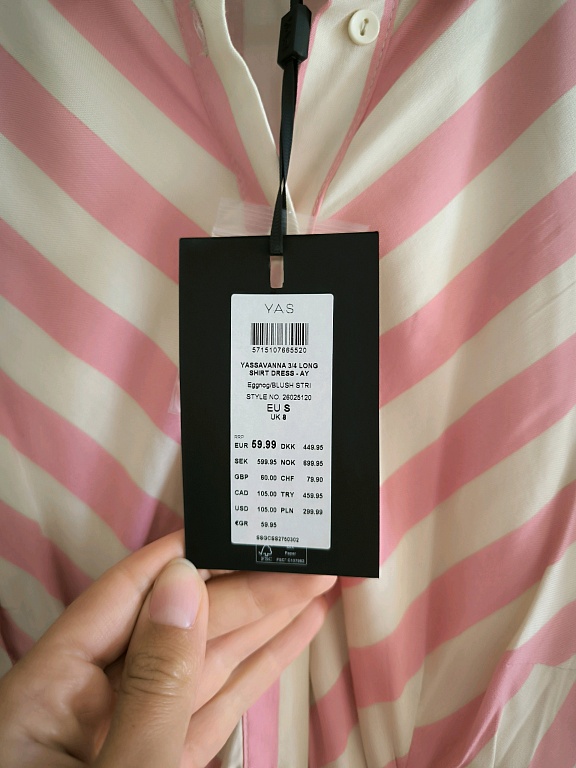 YAS
5715107665520
YASSAVANNA 3/4 LONG
SHIRT DRESS - AY
Eggnog/BLUSH STRI
STYLE NO. 26025120
EU S
UK 8
RRP
EUR 59.99 DKK 449.95
SEK 599.95 NOK 699.95
GBP 60.00 CHF 79.90
CAD 105.00 TRY 459.95
USD 105.00 PLN 299.99
€GR 59.95
Paper
FSC